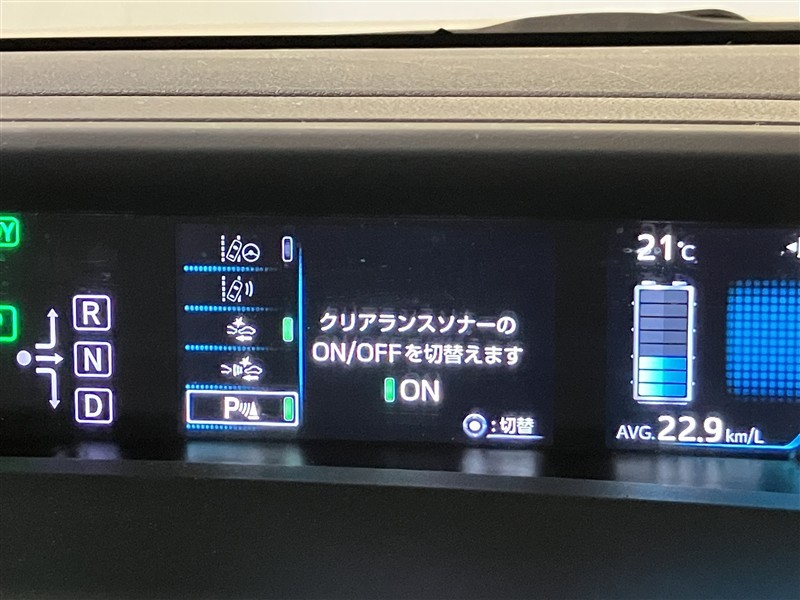 R
N
D
P
クリアランスソナーの
ON/OFFを切替えます
ON
:切替
21℃
AVG.22.9km/L